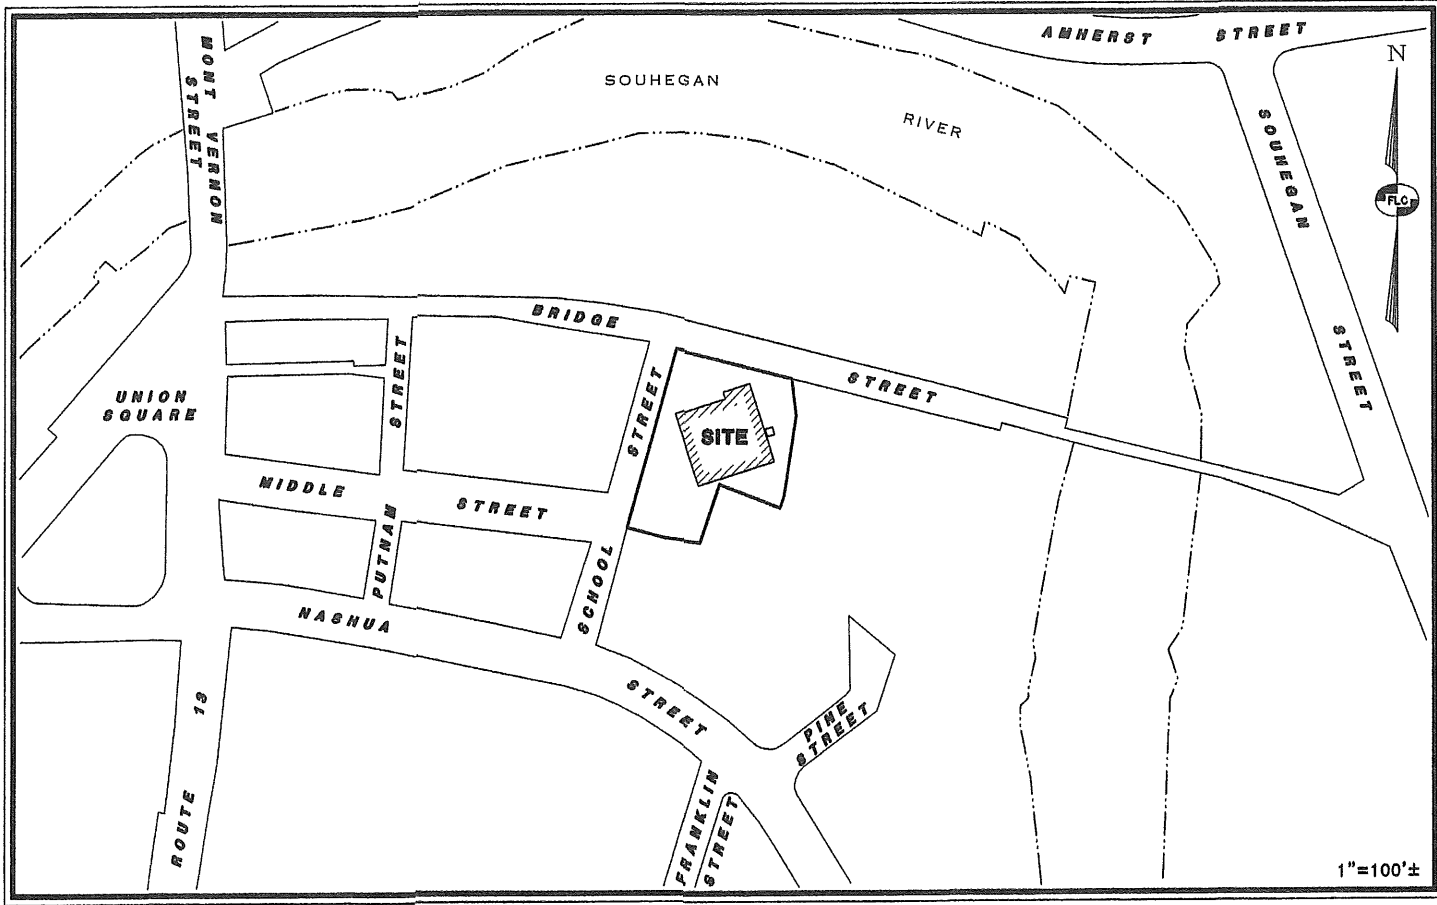 AMHERST STREET
N
MONT VERNON
STREET
SOUHEGAN
RIVER
SOUHEGAN STREET
FLC
BRIDGE STREET
UNION
SQUARE
PUTNAM STREET
SCHOOL STREET
SITE
MIDDLE STREET
NASHUA STREET
ROUTE 13
PINE
STREET
FRANKLIN
STREET
1"=100'±